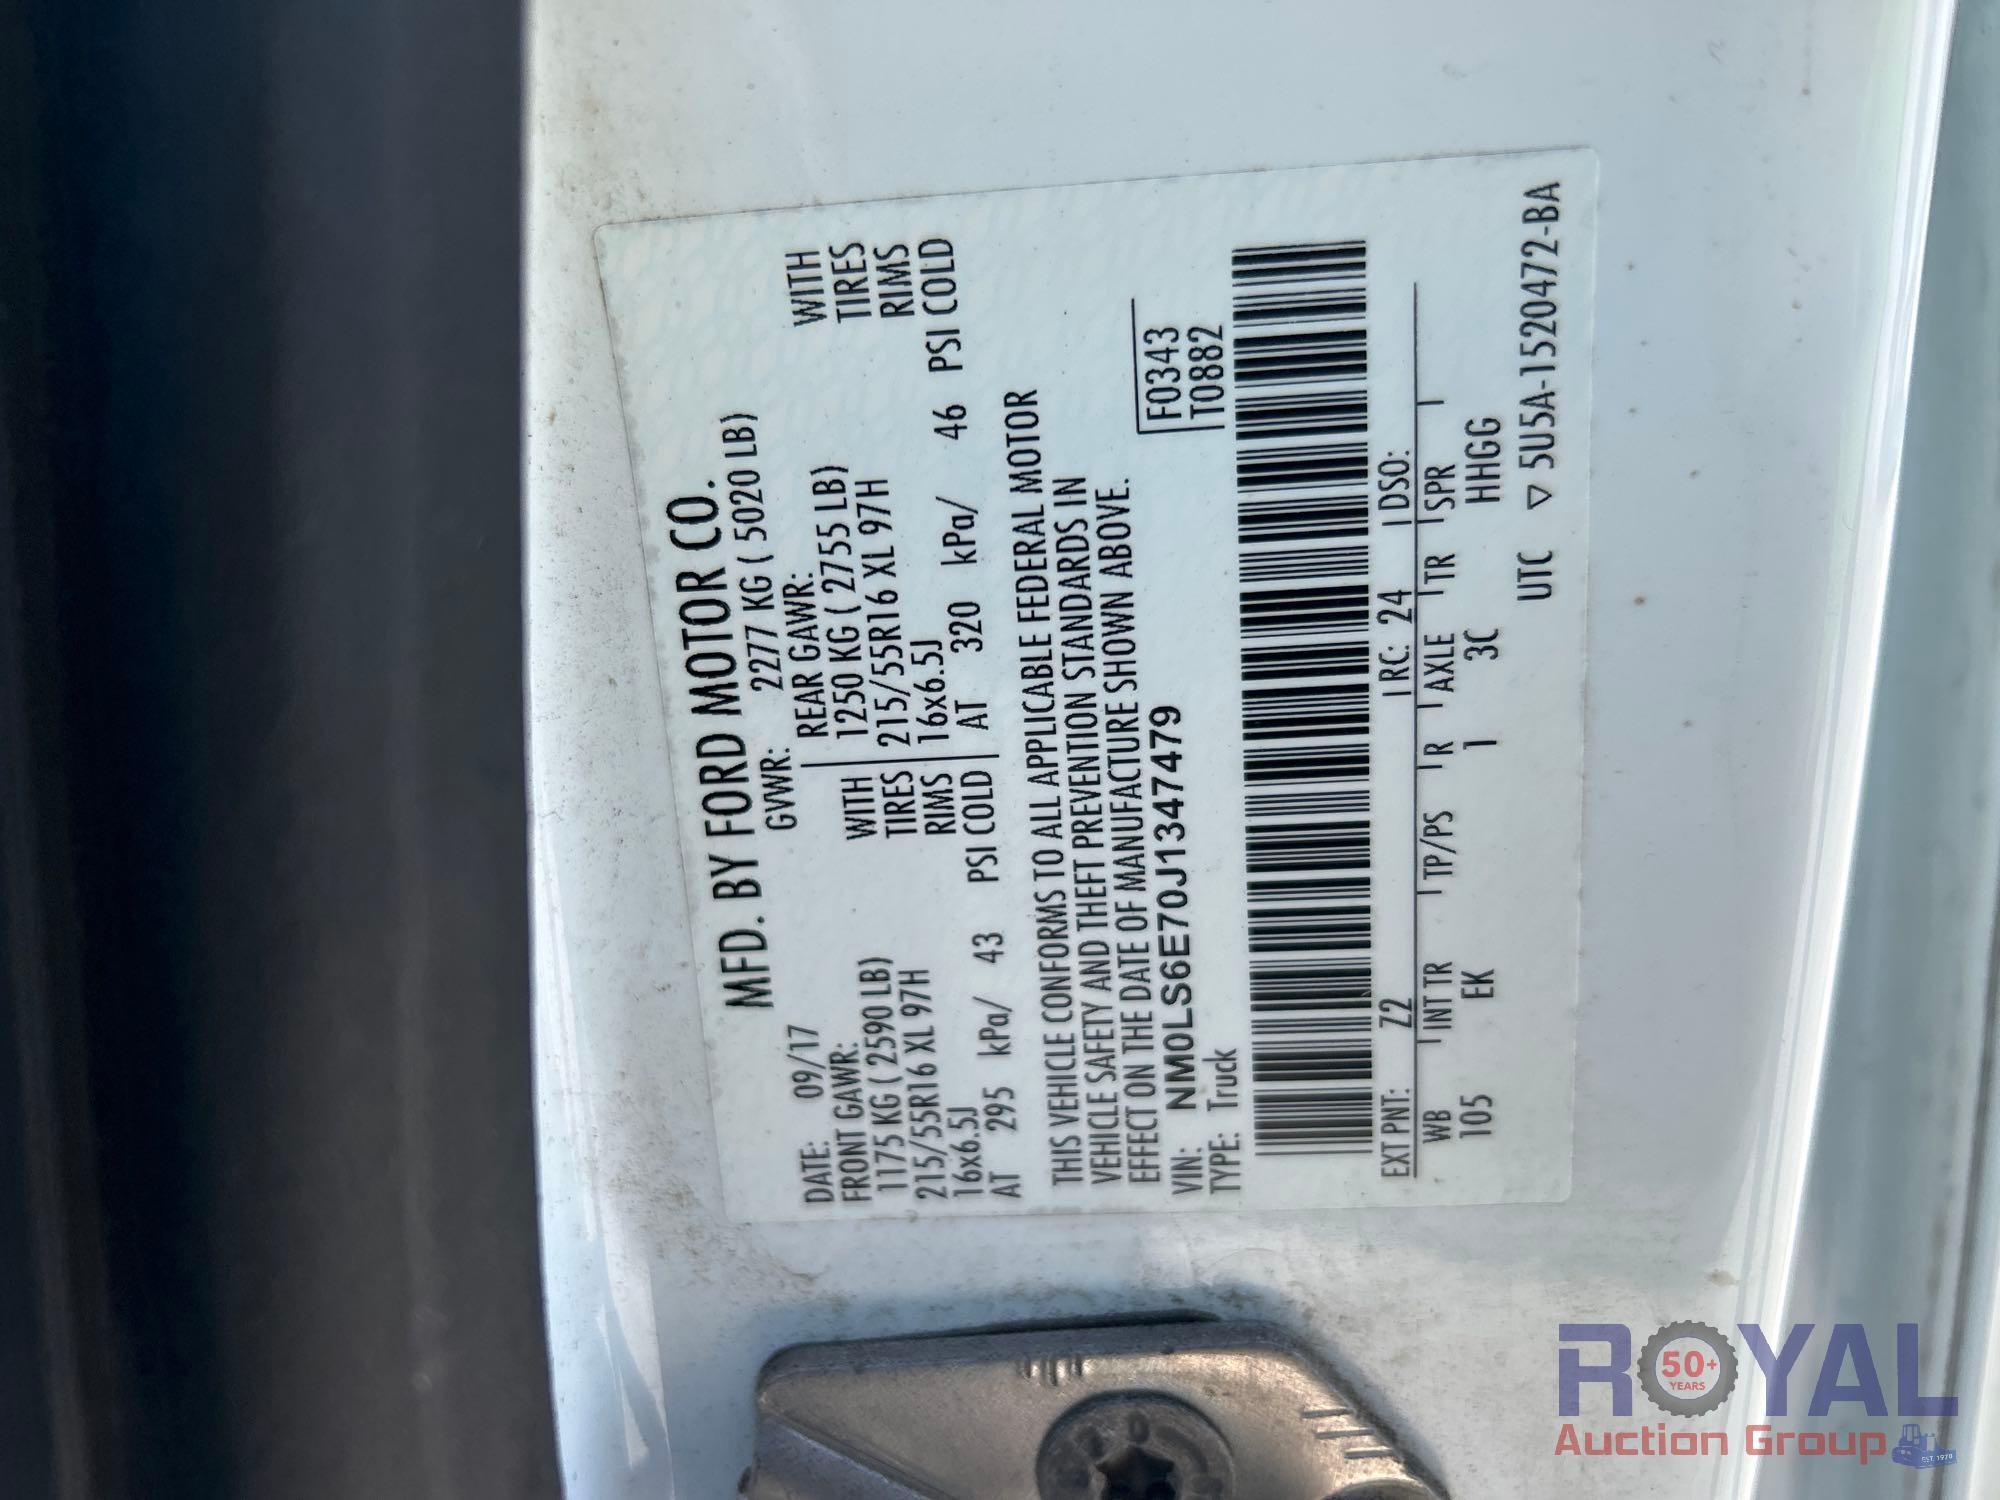 MFD. BY FORD MOTOR CO.
DATE: 09/17 GVWR: 2277 KG ( 5020 LB)
FRONT GAWR: REAR GAWR:
1175 KG ( 2590 LB) WITH 1250 KG ( 2755 LB) WITH
215/55R16 XL 97H TIRES 215/55R16 XL 97H TIRES
16x6.5J RIMS 16x6.5J RIMS
AT 295 kPa/ 43 PSI COLD AT 320 kPa/ 46 PSI COLD
THIS VEHICLE CONFORMS TO ALL APPLICABLE FEDERAL MOTOR
VEHICLE SAFETY AND THEFT PREVENTION STANDARDS IN
EFFECT ON THE DATE OF MANUFACTURE SHOWN ABOVE.
VIN: NM0LS6E70J1347479 F0343
TYPE: Truck T0882
EXT PNT: Z2 RC: 24 DSO:
WB INT TR TP/PS R AXLE TR SPR
105 EK 1 3C HHGG
UTC ▽ 5U5A-1520472-BA
ROYAL
50+
YEARS
Auction Group
EST. 1970